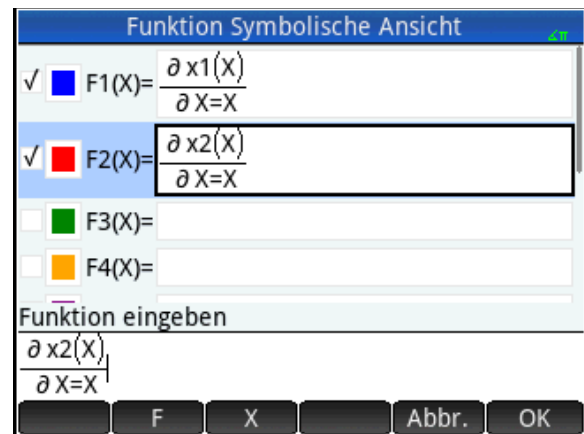 Funktion Symbolische Ansicht ∡π
√ F1(X)= ∂ x1(X)
∂ X=X
√ F2(X)= ∂ x2(X)
∂ X=X
F3(X)=
F4(X)=
Funktion eingeben
∂ x2(X)
∂ X=X
F X Abbr. OK